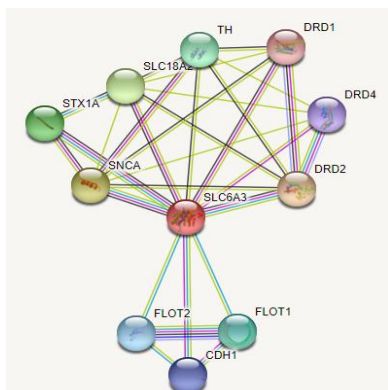 TH
DRD1
SLC18A2
DRD4
STX1A
SNCA
DRD2
SLC6A3
FLOT1
FLOT2
CDH1